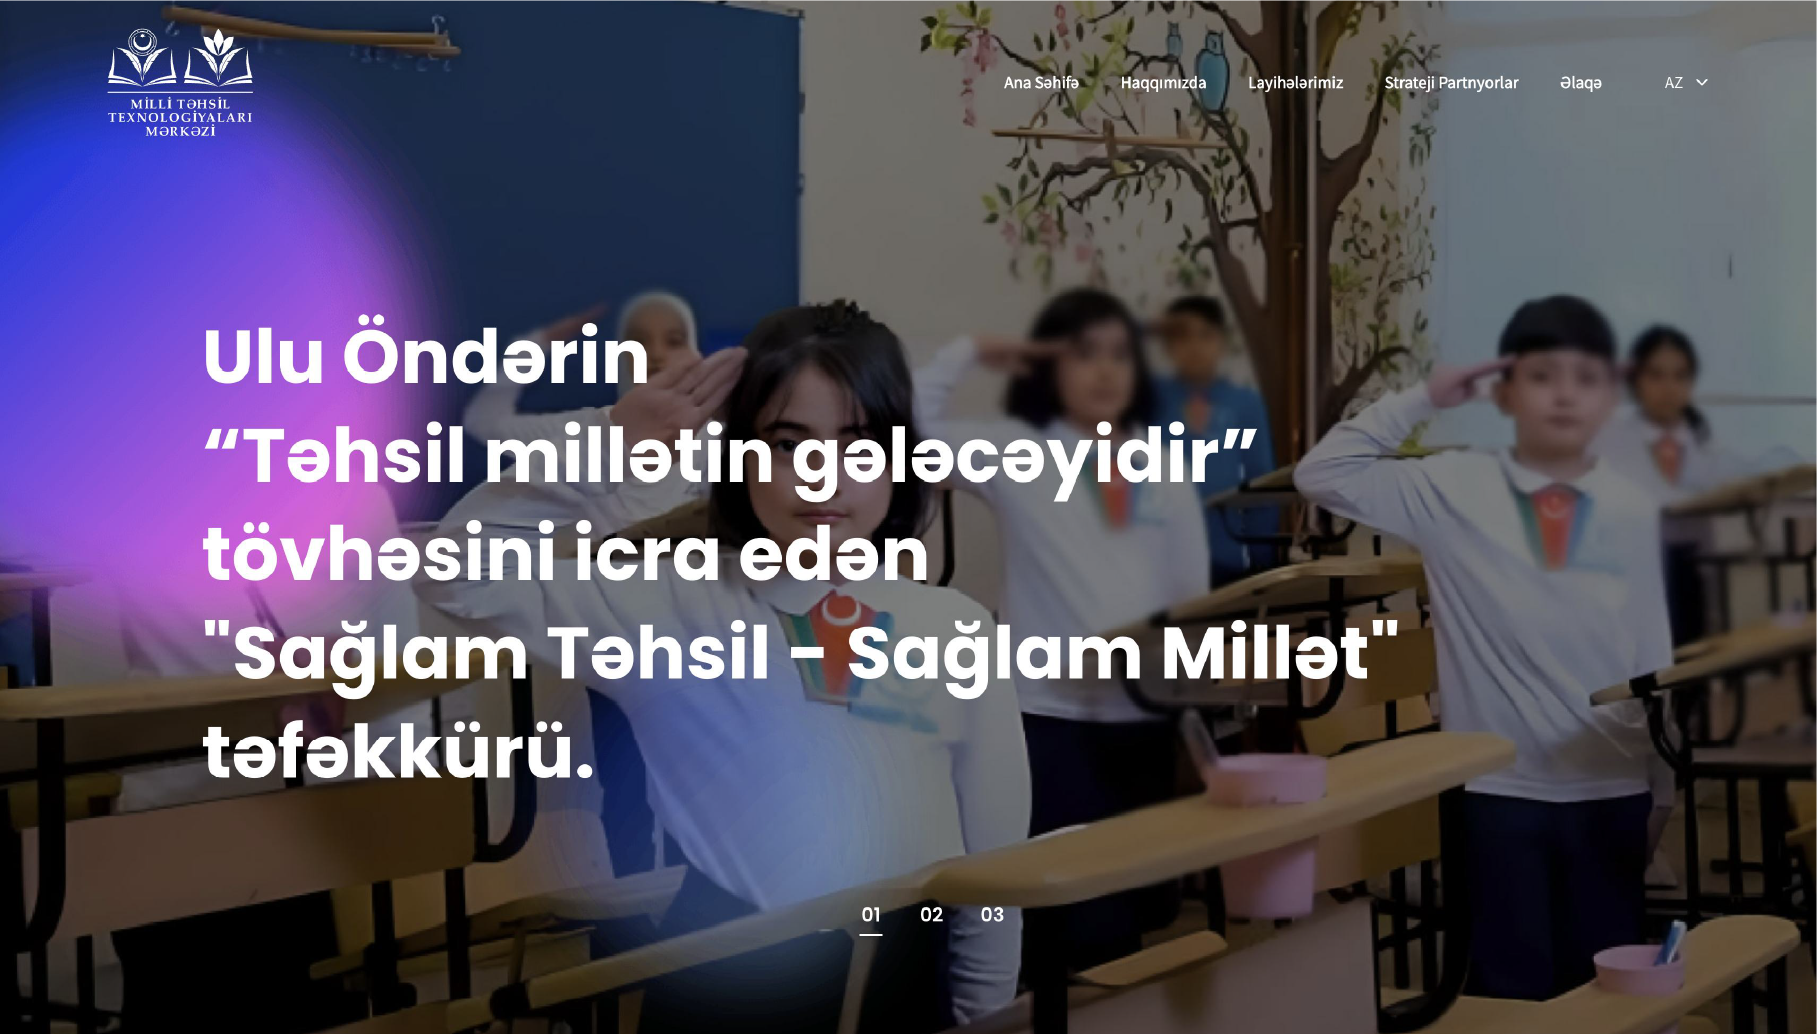 MİLLİ TƏHSİL
TEXNOLOGİYALARI
MƏRKƏZİ
Ana Səhifə
Haqqımızda
Layihələrimiz
Strateji Partnyorlar
Əlaqə
AZ
Ulu Öndərin
“Təhsil millətin gələcəyidir”
tövhəsini icra edən
"Sağlam Təhsil - Sağlam Millət"
təfəkkürü.
01
02
03